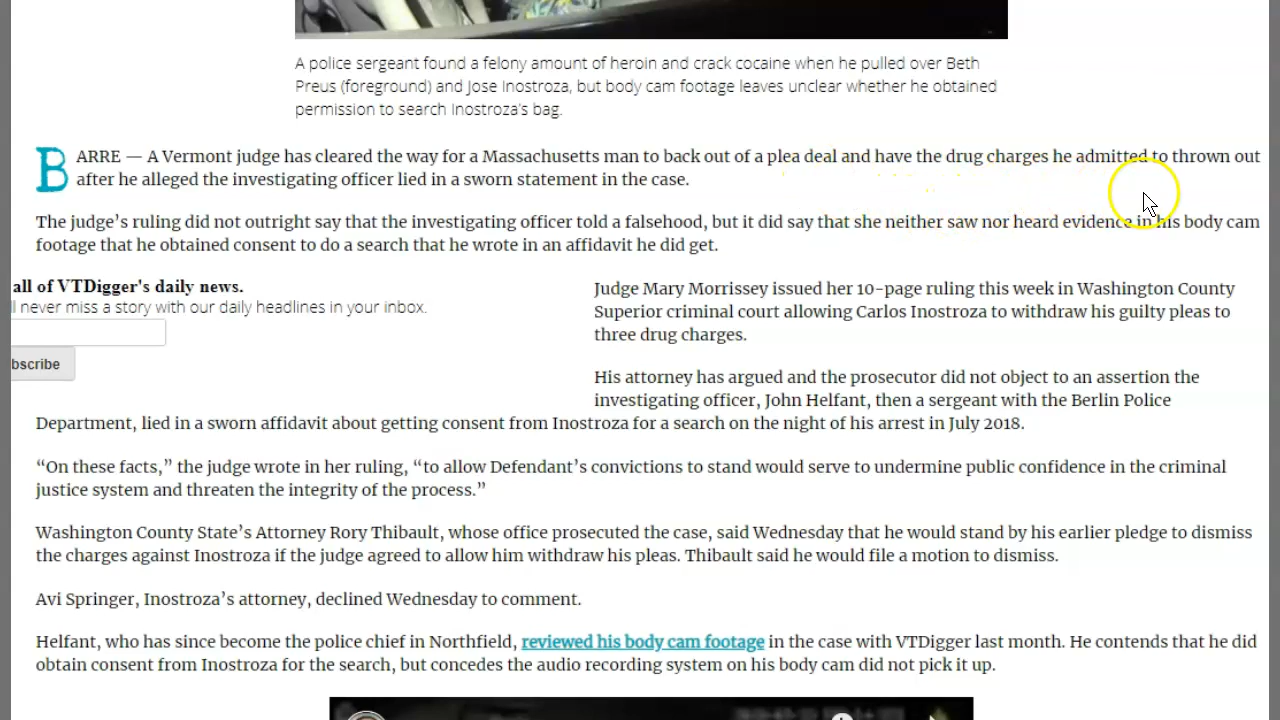 A police sergeant found a felony amount of heroin and crack cocaine when he pulled over Beth
Preus (foreground) and Jose Inostroza, but body cam footage leaves unclear whether he obtained
permission to search Inostroza's bag.
BARRE — A Vermont judge has cleared the way for a Massachusetts man to back out of a plea deal and have the drug charges he admitted to thrown out
after he alleged the investigating officer lied in a sworn statement in the case.
The judge's ruling did not outright say that the investigating officer told a falsehood, but it did say that she neither saw nor heard evidence in his body cam
footage that he obtained consent to do a search that he wrote in an affidavit he did get.
all of VTDigger's daily news.
l never miss a story with our daily headlines in your inbox.
bscribe
Judge Mary Morrissey issued her 10-page ruling this week in Washington County
Superior criminal court allowing Carlos Inostroza to withdraw his guilty pleas to
three drug charges.
His attorney has argued and the prosecutor did not object to an assertion the
investigating officer, John Helfant, then a sergeant with the Berlin Police
Department, lied in a sworn affidavit about getting consent from Inostroza for a search on the night of his arrest in July 2018.
“On these facts,” the judge wrote in her ruling, “to allow Defendant’s convictions to stand would serve to undermine public confidence in the criminal
justice system and threaten the integrity of the process.”
Washington County State’s Attorney Rory Thibault, whose office prosecuted the case, said Wednesday that he would stand by his earlier pledge to dismiss
the charges against Inostroza if the judge agreed to allow him withdraw his pleas. Thibault said he would file a motion to dismiss.
Avi Springer, Inostroza’s attorney, declined Wednesday to comment.
Helfant, who has since become the police chief in Northfield, reviewed his body cam footage in the case with VTDigger last month. He contends that he did
obtain consent from Inostroza for the search, but concedes the audio recording system on his body cam did not pick it up.